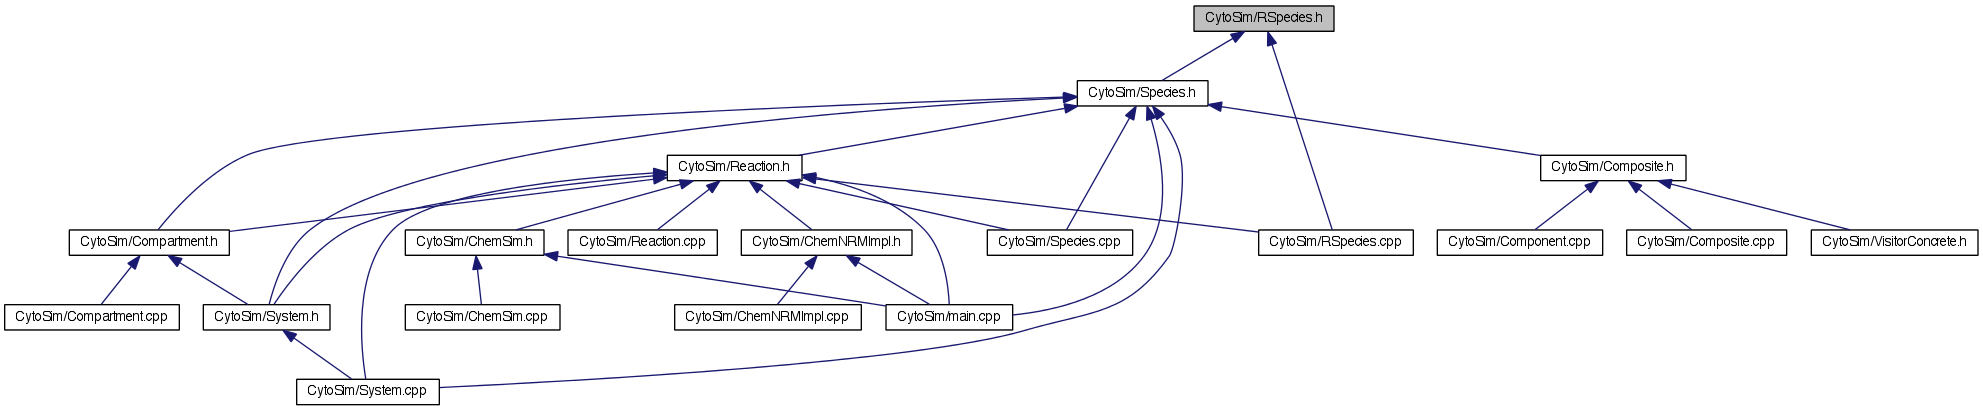 CytoSim/RSpecies.h
CytoSim/Species.h
CytoSim/Reaction.h
CytoSim/Composite.h
CytoSim/Compartment.h
CytoSim/ChemSim.h
CytoSim/Reaction.cpp
CytoSim/ChemNRMImpl.h
CytoSim/Species.cpp
CytoSim/RSpecies.cpp
CytoSim/Component.cpp
CytoSim/Composite.cpp
CytoSim/VisitorConcrete.h
CytoSim/Compartment.cpp
CytoSim/System.h
CytoSim/ChemSim.cpp
CytoSim/ChemNRMImpl.cpp
CytoSim/main.cpp
CytoSim/System.cpp